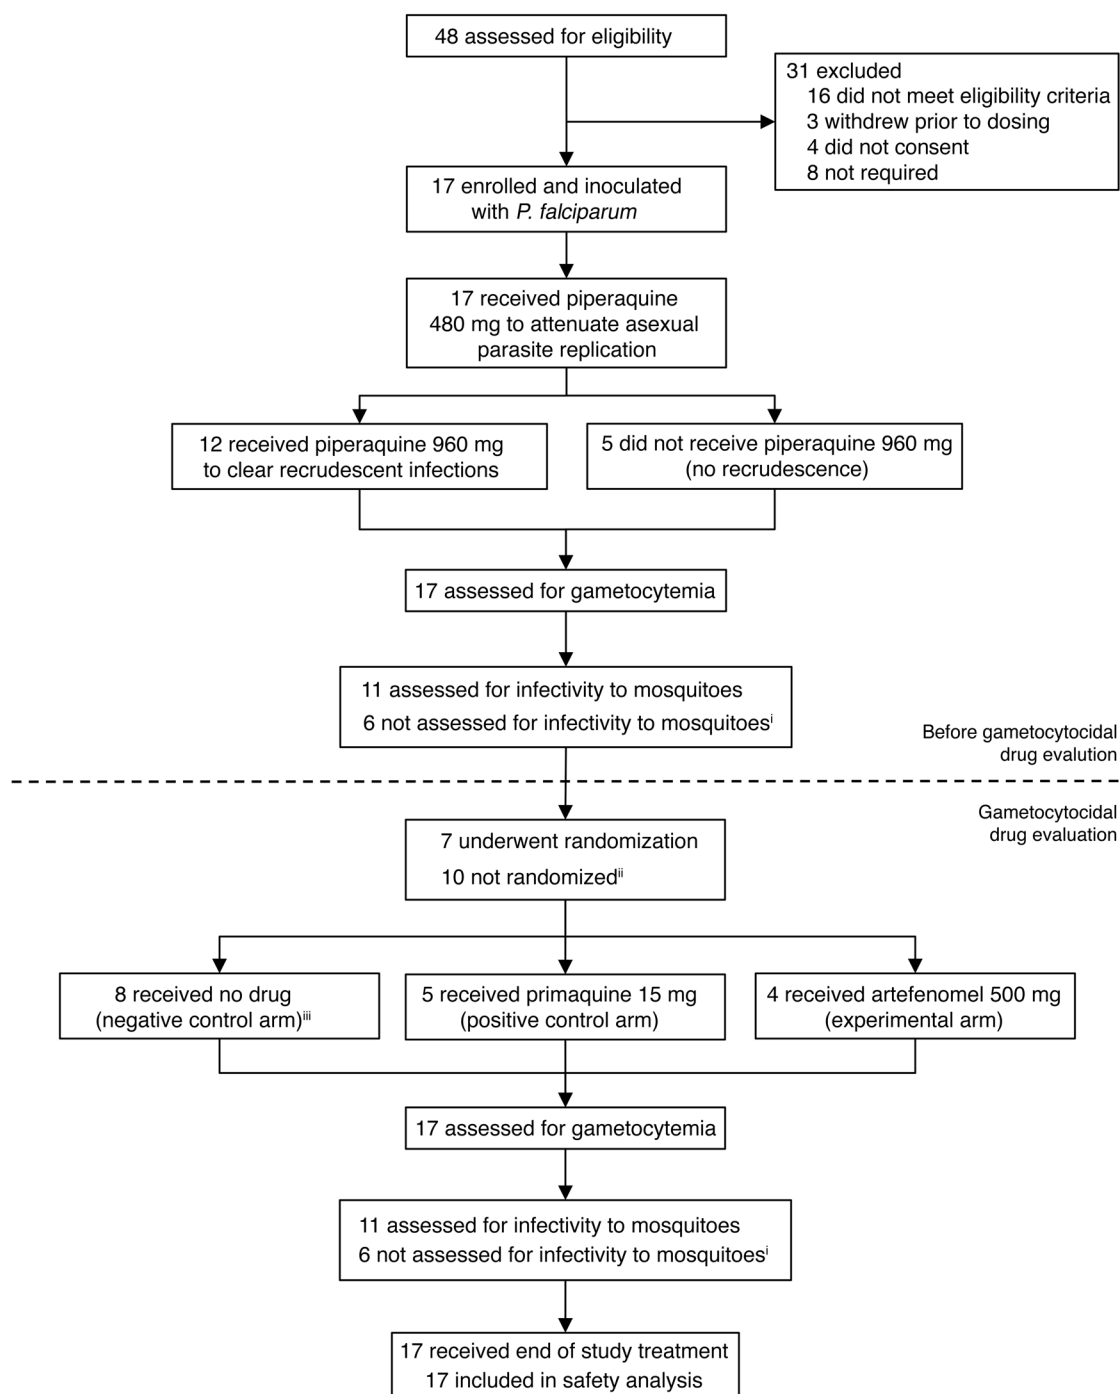 48 assessed for eligibility
31 excluded
16 did not meet eligibility criteria
3 withdrew prior to dosing
4 did not consent
8 not required
17 enrolled and inoculated
with P. falciparum
17 received piperaquine
480 mg to attenuate asexual
parasite replication
12 received piperaquine 960 mg
to clear recrudescent infections
5 did not receive piperaquine 960 mg
(no recrudescence)
17 assessed for gametocytemia
11 assessed for infectivity to mosquitoes
6 not assessed for infectivity to mosquitoesⁱ
Before gametocytocidal
drug evalution
Gametocytocidal
drug evaluation
7 underwent randomization
10 not randomizedⁱⁱ
8 received no drug
(negative control arm)ⁱⁱⁱ
5 received primaquine 15 mg
(positive control arm)
4 received artefenomel 500 mg
(experimental arm)
17 assessed for gametocytemia
11 assessed for infectivity to mosquitoes
6 not assessed for infectivity to mosquitoesⁱ
17 received end of study treatment
17 included in safety analysis